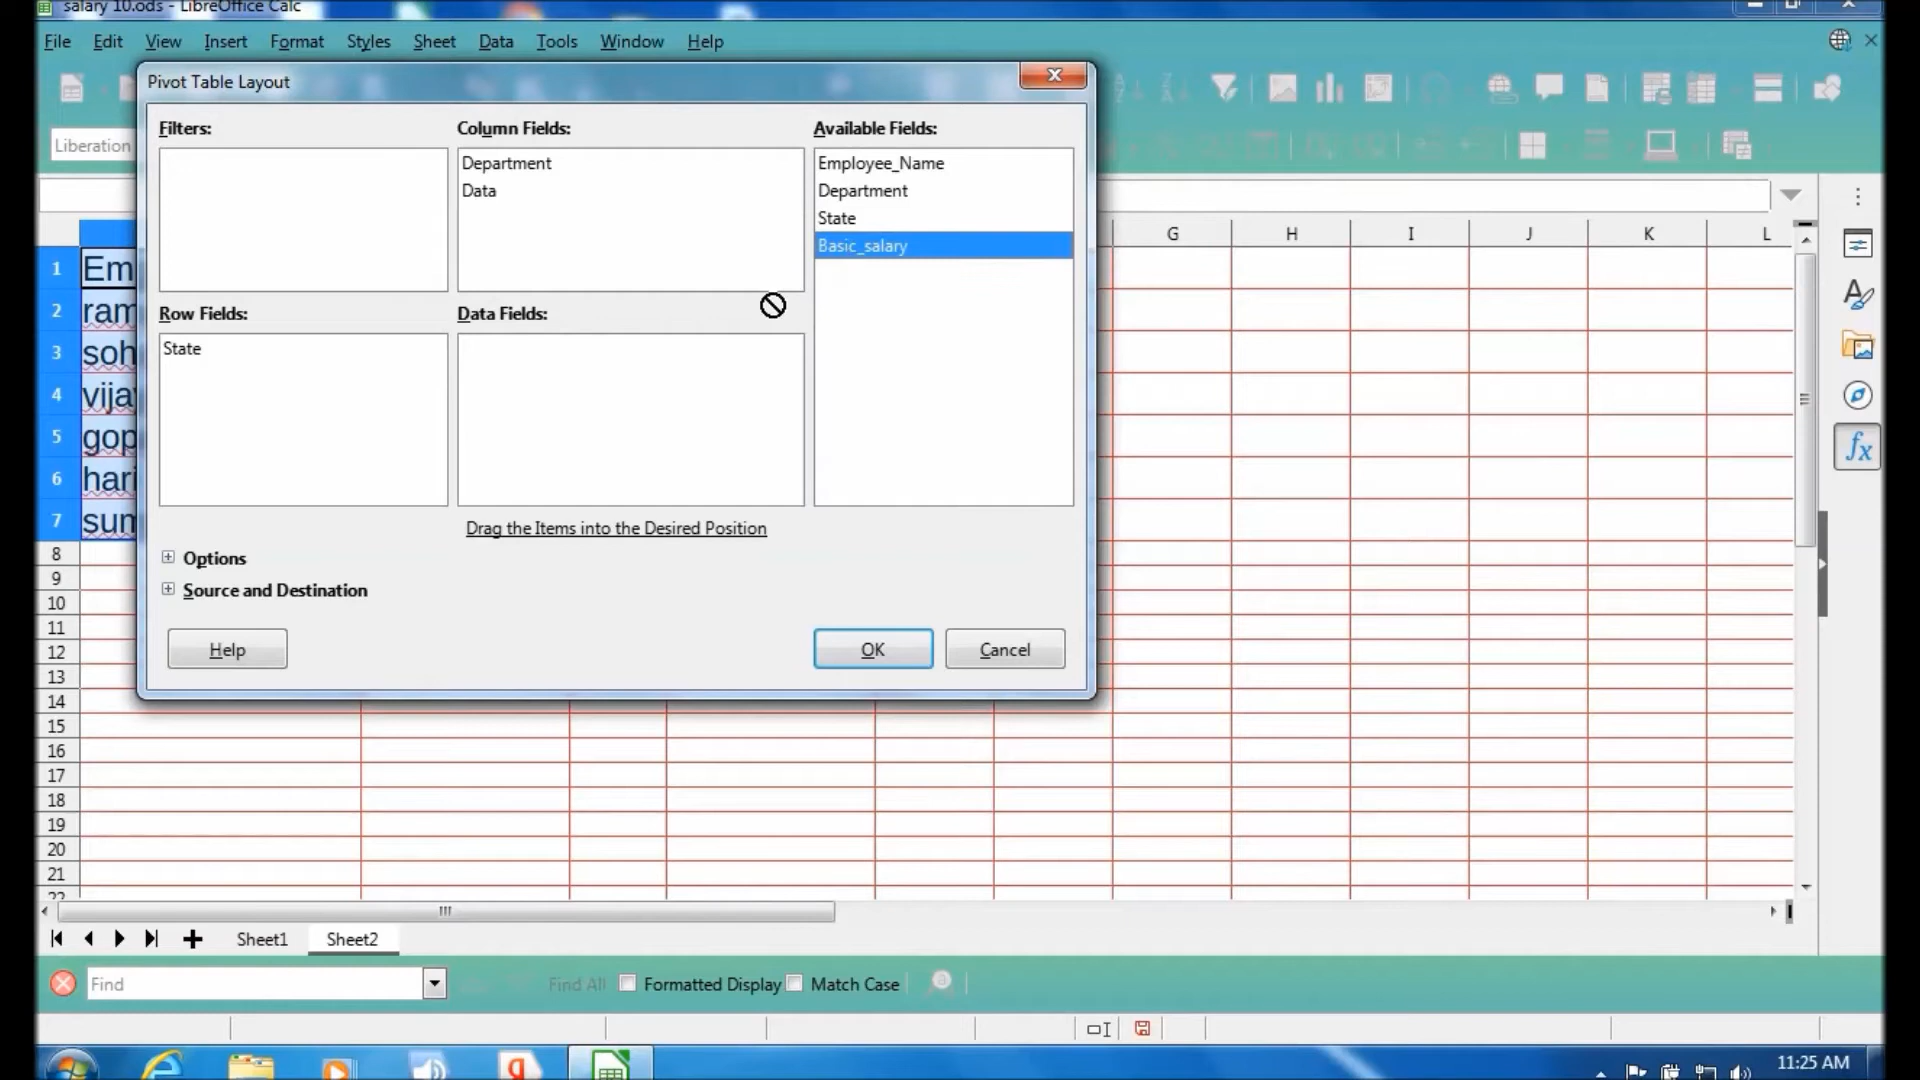 salary 10.ods - LibreOffice Calc
File Edit View Insert Format Styles Sheet Data Tools Window Help
Pivot Table Layout
Filters: Column Fields: Available Fields:
Liberation
Department Employee_Name
Data Department
State
Basic_salary
G H I J K L
Row Fields: Data Fields:
State
1 Em
2 ram
3 soh
4 vijay
5 gop
6 hari
7 sum
Drag the Items into the Desired Position
Options
Source and Destination
Help OK Cancel
8
9
10
11
12
13
14
15
16
17
18
19
20
21
22
Sheet1 Sheet2
Find Find All Formatted Display Match Case
11:25 AM